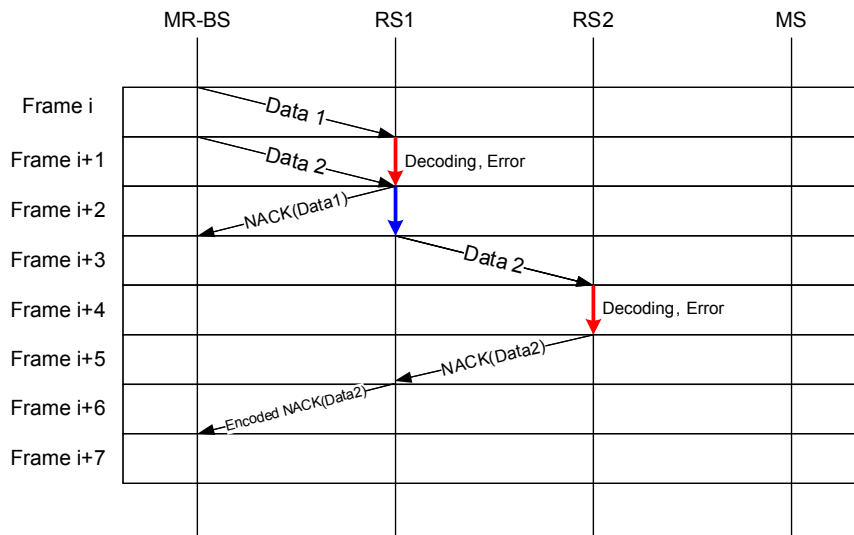 MR-BS RS1 RS2 MS
Frame i
Data 1
Frame i+1
Data 2
Decoding, Error
Frame i+2
NACK(Data1)
Frame i+3
Data 2
Frame i+4
Decoding, Error
Frame i+5
NACK(Data2)
Frame i+6
Encoded NACK(Data2)
Frame i+7